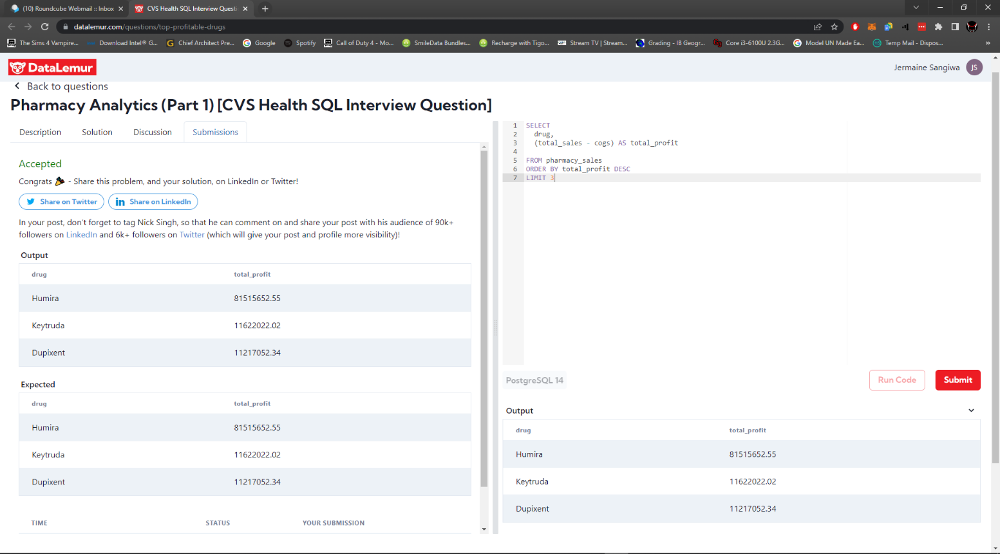 (10) Roundcube Webmail :: Inbox
CVS Health SQL Interview Questi
datalemur.com/questions/top-profitable-drugs
The Sims 4 Vampire... Download Intel® G... Chief Architect Pre... Google Spotify Call of Duty 4 - Mo... SmileData Bundles... Recharge with Tigo... Stream TV | Stream... Grading - IB Geogr... Core i3-6100U 2.3G... Model UN Made Ea... Temp Mail - Dispos... »
DataLemur
Jermaine Sangiwa JS
Back to questions
Pharmacy Analytics (Part 1) [CVS Health SQL Interview Question]
Description Solution Discussion Submissions
Accepted
Congrats 🎉 - Share this problem, and your solution, on LinkedIn or Twitter!
Share on Twitter Share on LinkedIn
In your post, don't forget to tag Nick Singh, so that he can comment on and share your post with his audience of 90k+
followers on LinkedIn and 6k+ followers on Twitter (which will give your post and profile more visibility)!
Output
drug total_profit
Humira 81515652.55
Keytruda 11622022.02
Dupixent 11217052.34
Expected
drug total_profit
Humira 81515652.55
Keytruda 11622022.02
Dupixent 11217052.34
TIME STATUS YOUR SUBMISSION
1 SELECT
2 drug,
3 (total_sales - cogs) AS total_profit
4
5 FROM pharmacy_sales
6 ORDER BY total_profit DESC
7 LIMIT 3
PostgreSQL 14
Run Code Submit
Output
drug total_profit
Humira 81515652.55
Keytruda 11622022.02
Dupixent 11217052.34